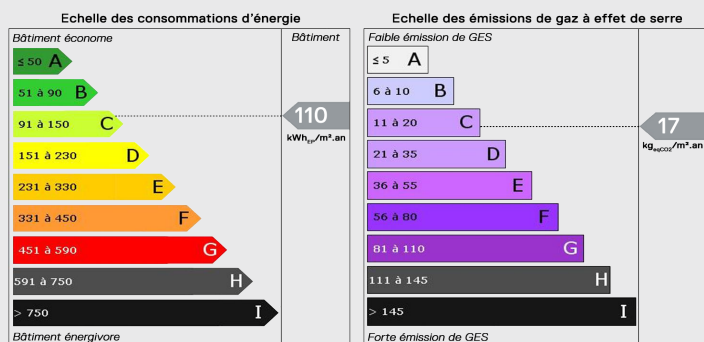 Echelle des consommations d'énergie
Bâtiment économe
Bâtiment
≤ 50 A
51 à 90 B
91 à 150 C
110
kWhEP/m².an
151 à 230 D
231 à 330 E
331 à 450 F
451 à 590 G
591 à 750 H
> 750 I
Bâtiment énergivore
Echelle des émissions de gaz à effet de serre
Faible émission de GES
≤ 5 A
6 à 10 B
11 à 20 C
17
kgeqCO2/m².an
21 à 35 D
36 à 55 E
56 à 80 F
81 à 110 G
111 à 145 H
> 145 I
Forte émission de GES